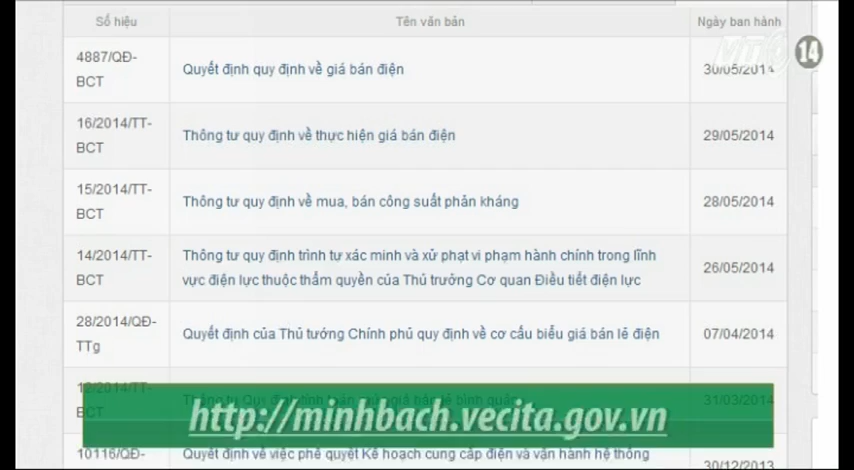 Số hiệu Tên văn bản Ngày ban hành
4887/QĐ-
BCT
Quyết định quy định về giá bán điện
30/05/2014
14
16/2014/TT-
BCT
Thông tư quy định về thực hiện giá bán điện
29/05/2014
15/2014/TT-
BCT
Thông tư quy định về mua, bán công suất phản kháng
28/05/2014
14/2014/TT-
BCT
Thông tư quy định trình tự xác minh và xử phạt vi phạm hành chính trong lĩnh
vực điện lực thuộc thẩm quyền của Thủ trưởng Cơ quan Điều tiết điện lực
26/05/2014
28/2014/QĐ-
TTg
Quyết định của Thủ tướng Chính phủ quy định về cơ cấu biểu giá bán lẻ điện
07/04/2014
12/2014/TT-
BCT
31/03/2014
http://minhbach.vecita.gov.vn
10116/QĐ-
Quyết định về việc phê quyết Kế hoạch cung cấp điện và vận hành hệ thống
30/12/2013